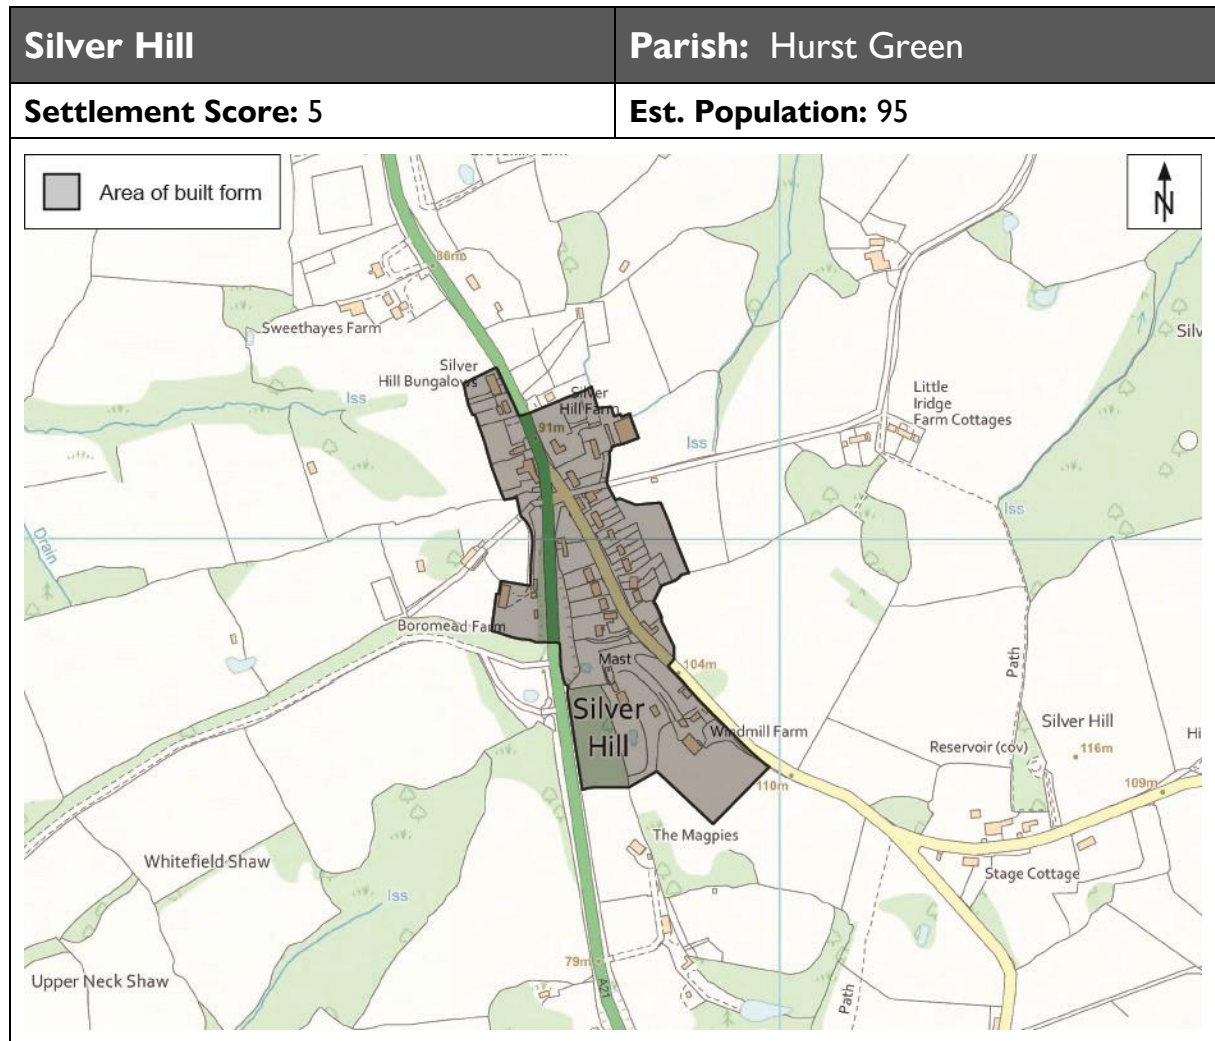 Silver Hill
Parish: Hurst Green
Settlement Score: 5
Est. Population: 95
Area of built form
N
86m
Sweethayes Farm
Silver
Hill Bungalows
Silver
Hill Farm
91m
Iss
Iss
Little
Iridge
Farm Cottages
Silv
Iss
Drain
Boromead Farm
Mast
104m
Path
Silver
Hill
Windmill Farm
Silver Hill
Reservoir (cov)
116m
Hi
110m
109m
The Magpies
Whitefield Shaw
Stage Cottage
Iss
79m
A21
Upper Neck Shaw
Path